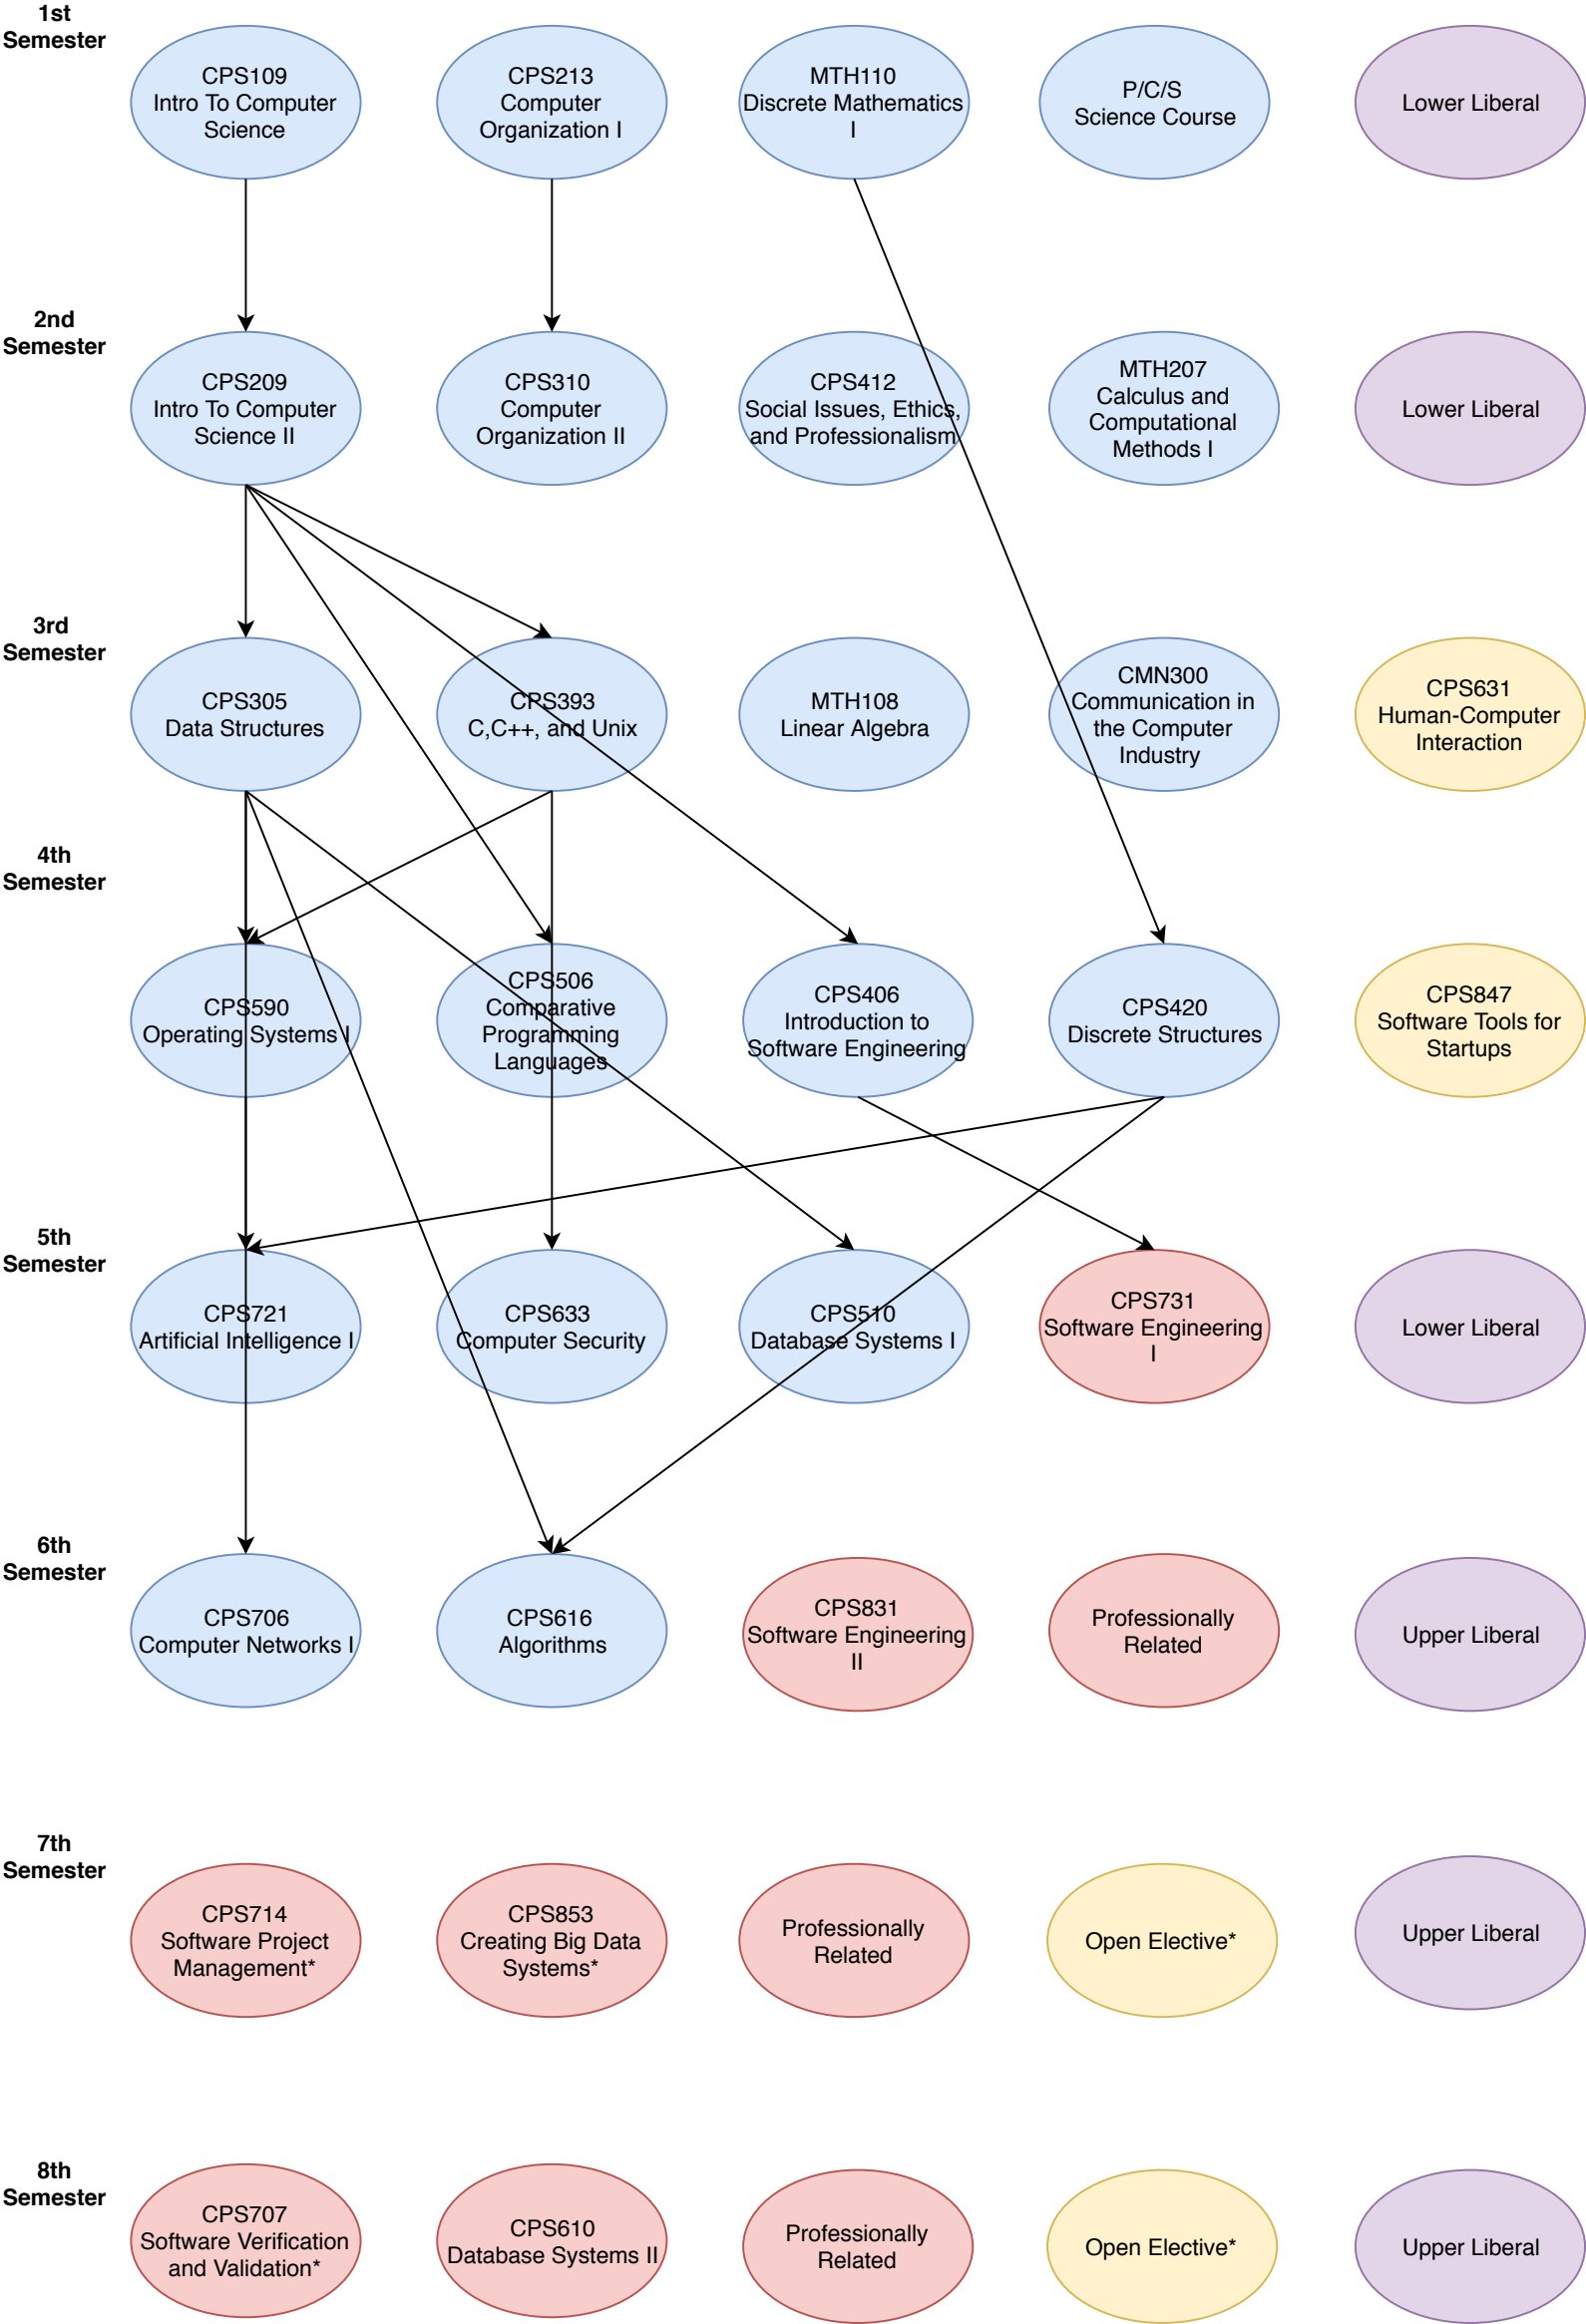 1st
Semester
CPS109
Intro To Computer
Science
CPS213
Computer
Organization I
MTH110
Discrete Mathematics
I
P/C/S
Science Course
Lower Liberal
2nd
Semester
CPS209
Intro To Computer
Science II
CPS310
Computer
Organization II
CPS412
Social Issues, Ethics,
and Professionalism
MTH207
Calculus and
Computational
Methods I
Lower Liberal
3rd
Semester
CPS305
Data Structures
CPS393
C,C++, and Unix
MTH108
Linear Algebra
CMN300
Communication in
the Computer
Industry
CPS631
Human-Computer
Interaction
4th
Semester
CPS590
Operating Systems I
CPS506
Comparative
Programming
Languages
CPS406
Introduction to
Software Engineering
CPS420
Discrete Structures
CPS847
Software Tools for
Startups
5th
Semester
CPS721
Artificial Intelligence I
CPS633
Computer Security
CPS510
Database Systems I
CPS731
Software Engineering
I
Lower Liberal
6th
Semester
CPS706
Computer Networks I
CPS616
Algorithms
CPS831
Software Engineering
II
Professionally
Related
Upper Liberal
7th
Semester
CPS714
Software Project
Management*
CPS853
Creating Big Data
Systems*
Professionally
Related
Open Elective*
Upper Liberal
8th
Semester
CPS707
Software Verification
and Validation*
CPS610
Database Systems II
Professionally
Related
Open Elective*
Upper Liberal